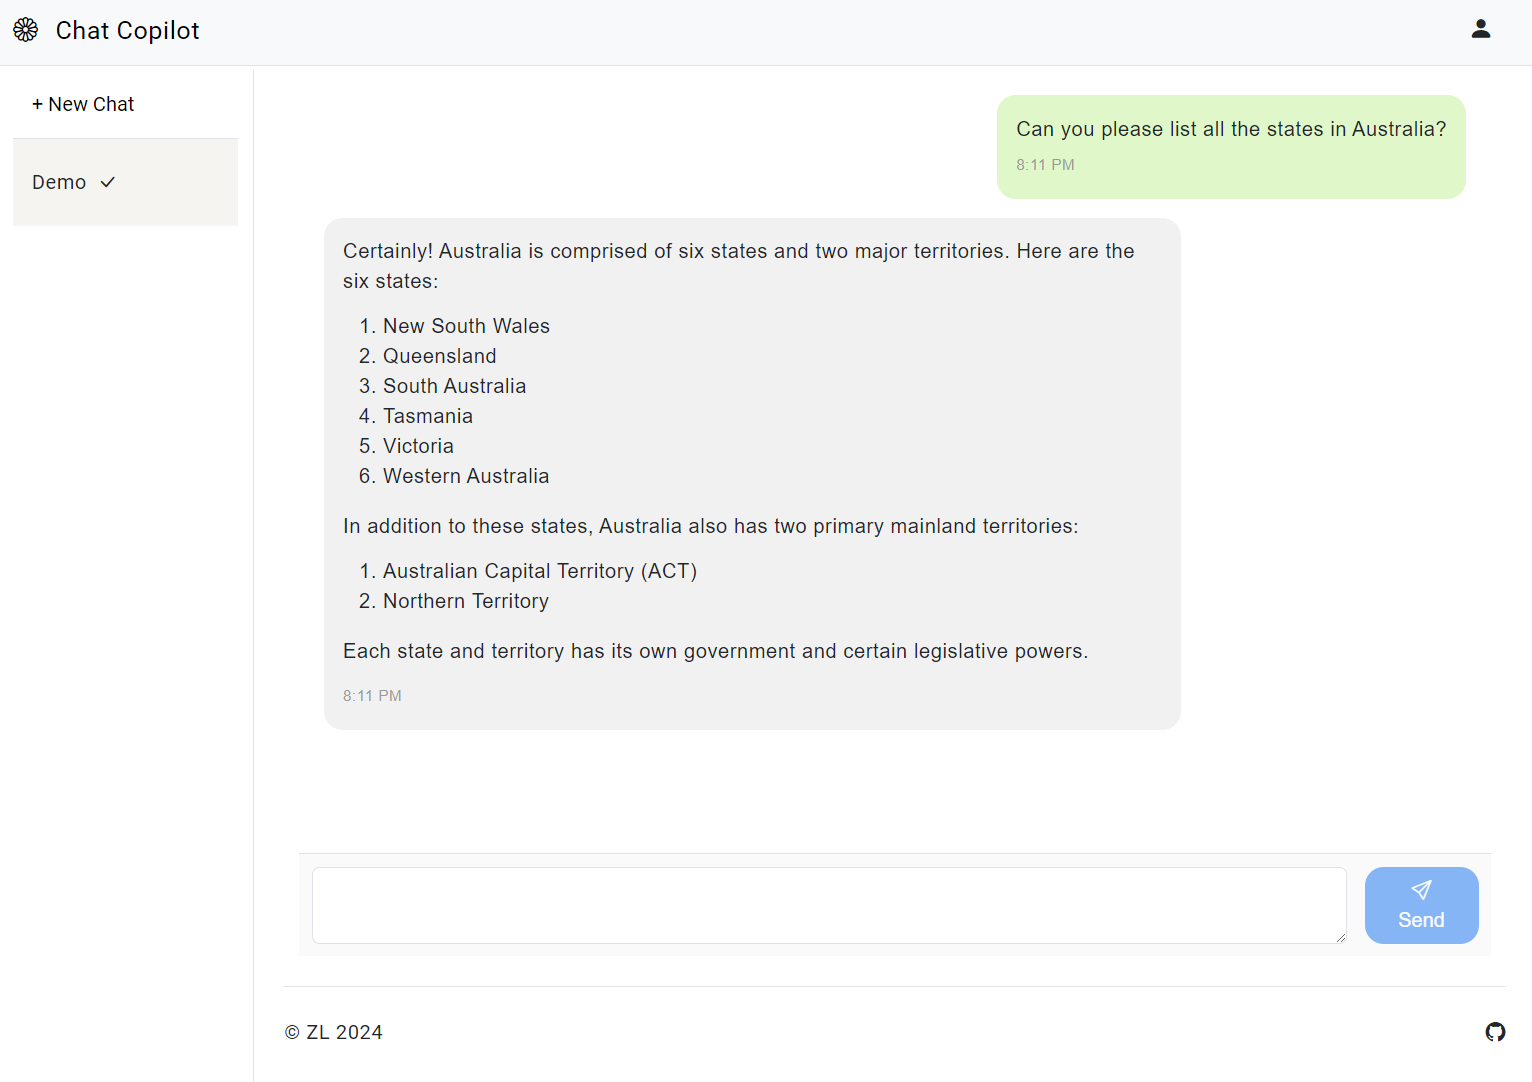 Chat Copilot
+ New Chat
Demo
Can you please list all the states in Australia?
8:11 PM
Certainly! Australia is comprised of six states and two major territories. Here are the
six states:
1. New South Wales
2. Queensland
3. South Australia
4. Tasmania
5. Victoria
6. Western Australia
In addition to these states, Australia also has two primary mainland territories:
1. Australian Capital Territory (ACT)
2. Northern Territory
Each state and territory has its own government and certain legislative powers.
8:11 PM
Send
© ZL 2024